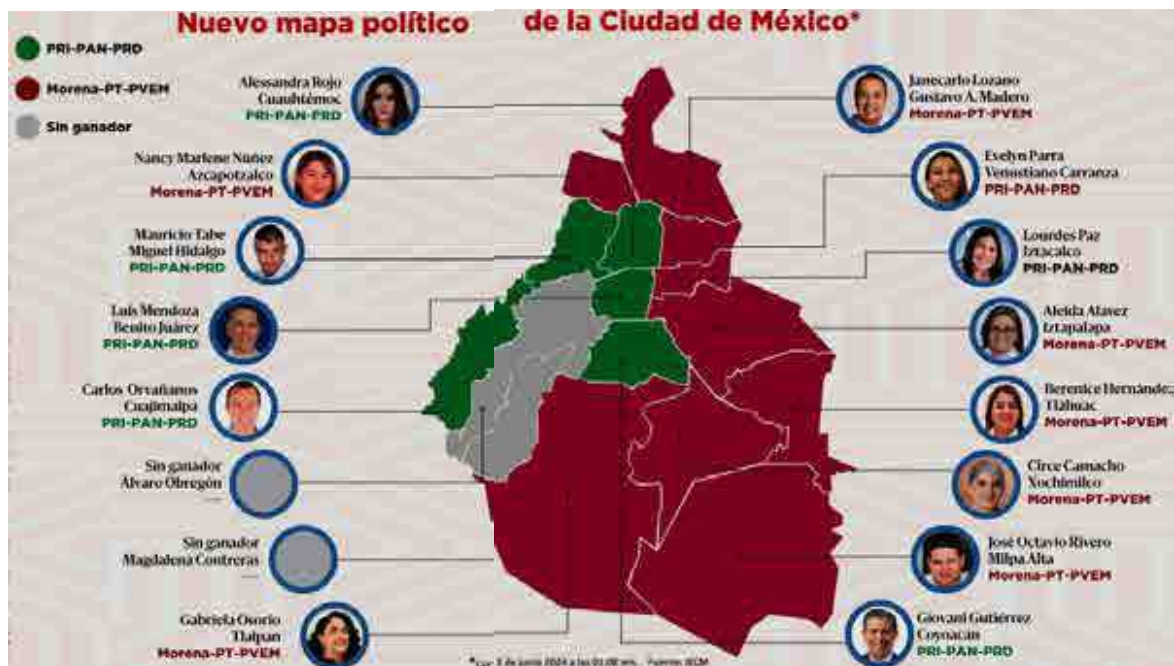 Nuevo mapa político de la Ciudad de México*
PRI-PAN-PRD
Morena-PT-PVEM
Sin ganador
Alessandra Rojo
Cuauhtémoc
PRI-PAN-PRD
Nancy Marlene Núñez
Azcapotzalco
Morena-PT-PVEM
Mauricio Tabe
Miguel Hidalgo
PRI-PAN-PRD
Luis Mendoza
Benito Juárez
PRI-PAN-PRD
Carlos Orvañanos
Cuajimalpa
PRI-PAN-PRD
Sin ganador
Álvaro Obregón
Sin ganador
Magdalena Contreras
Gabriela Osorio
Tlalpan
Morena-PT-PVEM
Janecarlo Lozano
Gustavo A. Madero
Morena-PT-PVEM
Evelyn Parra
Venustiano Carranza
PRI-PAN-PRD
Lourdes Paz
Iztacalco
PRI-PAN-PRD
Aleida Alavez
Iztapalapa
Morena-PT-PVEM
Berenice Hernández
Tláhuac
Morena-PT-PVEM
Circe Camacho
Xochimilco
Morena-PT-PVEM
José Octavio Rivero
Milpa Alta
Morena-PT-PVEM
Giovani Gutiérrez
Coyoacán
PRI-PAN-PRD
de junio 2024 a las Fuente: IECM